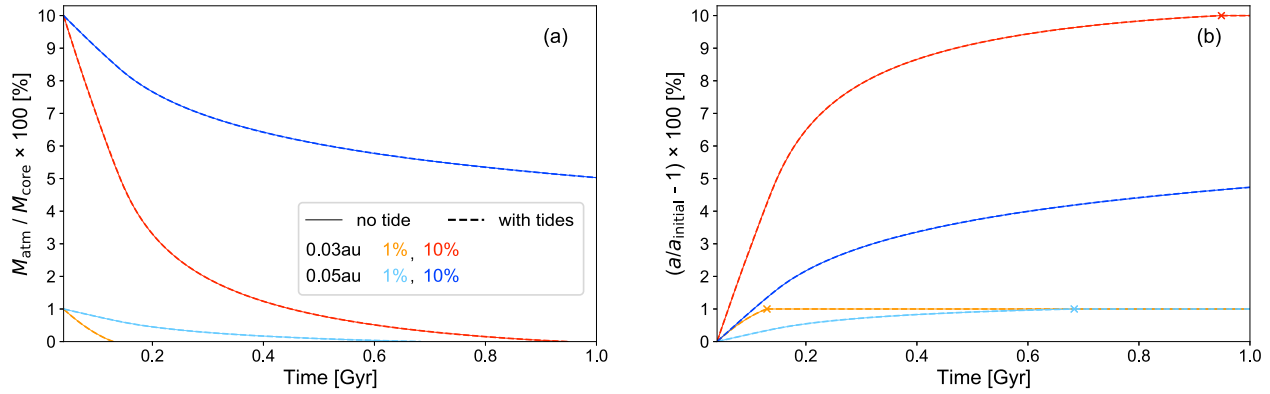 (a)
10
9
8
7
6
5
4
3
2
1
0
M_atm / M_core × 100 [%]
no tide with tides
0.03au 1% , 10%
0.05au 1% , 10%
0.2 0.4 0.6 0.8 1.0
Time [Gyr]
(b)
10
9
8
7
6
5
4
3
2
1
0
(a/a_initial - 1) × 100 [%]
0.2 0.4 0.6 0.8 1.0
Time [Gyr]